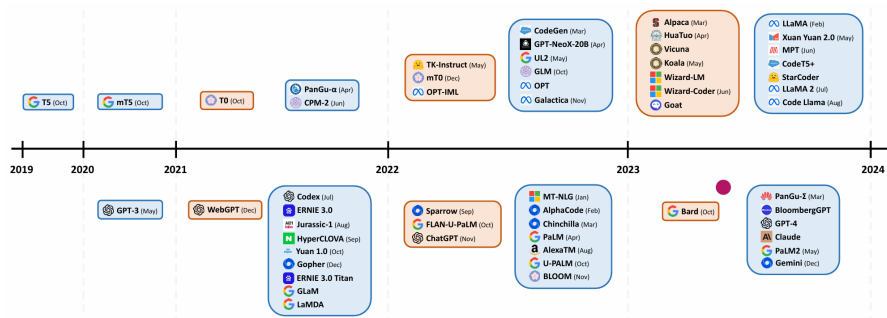 T5 (Oct)
mT5 (Oct)
T0 (Oct)
PanGu-α (Apr)
CPM-2 (Jun)
TK-Instruct (May)
mT0 (Dec)
OPT-IML
CodeGen (Mar)
GPT-NeoX-20B (Apr)
UL2 (May)
GLM (Oct)
OPT
Galactica (Nov)
Alpaca (Mar)
HuaTuo (Apr)
Vicuna
Koala (May)
Wizard-LM
Wizard-Coder (Jun)
Goat
LLaMA (Feb)
Xuan Yuan 2.0 (May)
MPT (Jun)
CodeT5+
StarCoder
LLaMA 2 (Jul)
Code Llama (Aug)
2019 2020 2021 2022 2023 2024
GPT-3 (May)
WebGPT (Dec)
Codex (Jul)
ERNIE 3.0
Jurassic-1 (Aug)
HyperCLOVA (Sep)
Yuan 1.0 (Oct)
Gopher (Dec)
ERNIE 3.0 Titan
GLaM
LaMDA
Sparrow (Sep)
FLAN-U-PaLM (Oct)
ChatGPT (Nov)
MT-NLG (Jan)
AlphaCode (Feb)
Chinchilla (Mar)
PaLM (Apr)
AlexaTM (Aug)
U-PALM (Oct)
BLOOM (Nov)
Bard (Oct)
PanGu-Σ (Mar)
BloombergGPT
GPT-4
Claude
PaLM2 (May)
Gemini (Dec)